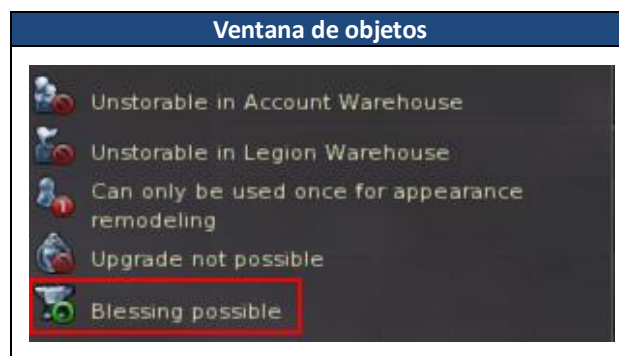 Ventana de objetos
Unstorable in Account Warehouse
Unstorable in Legion Warehouse
Can only be used once for appearance
remodeling
Upgrade not possible
Blessing possible